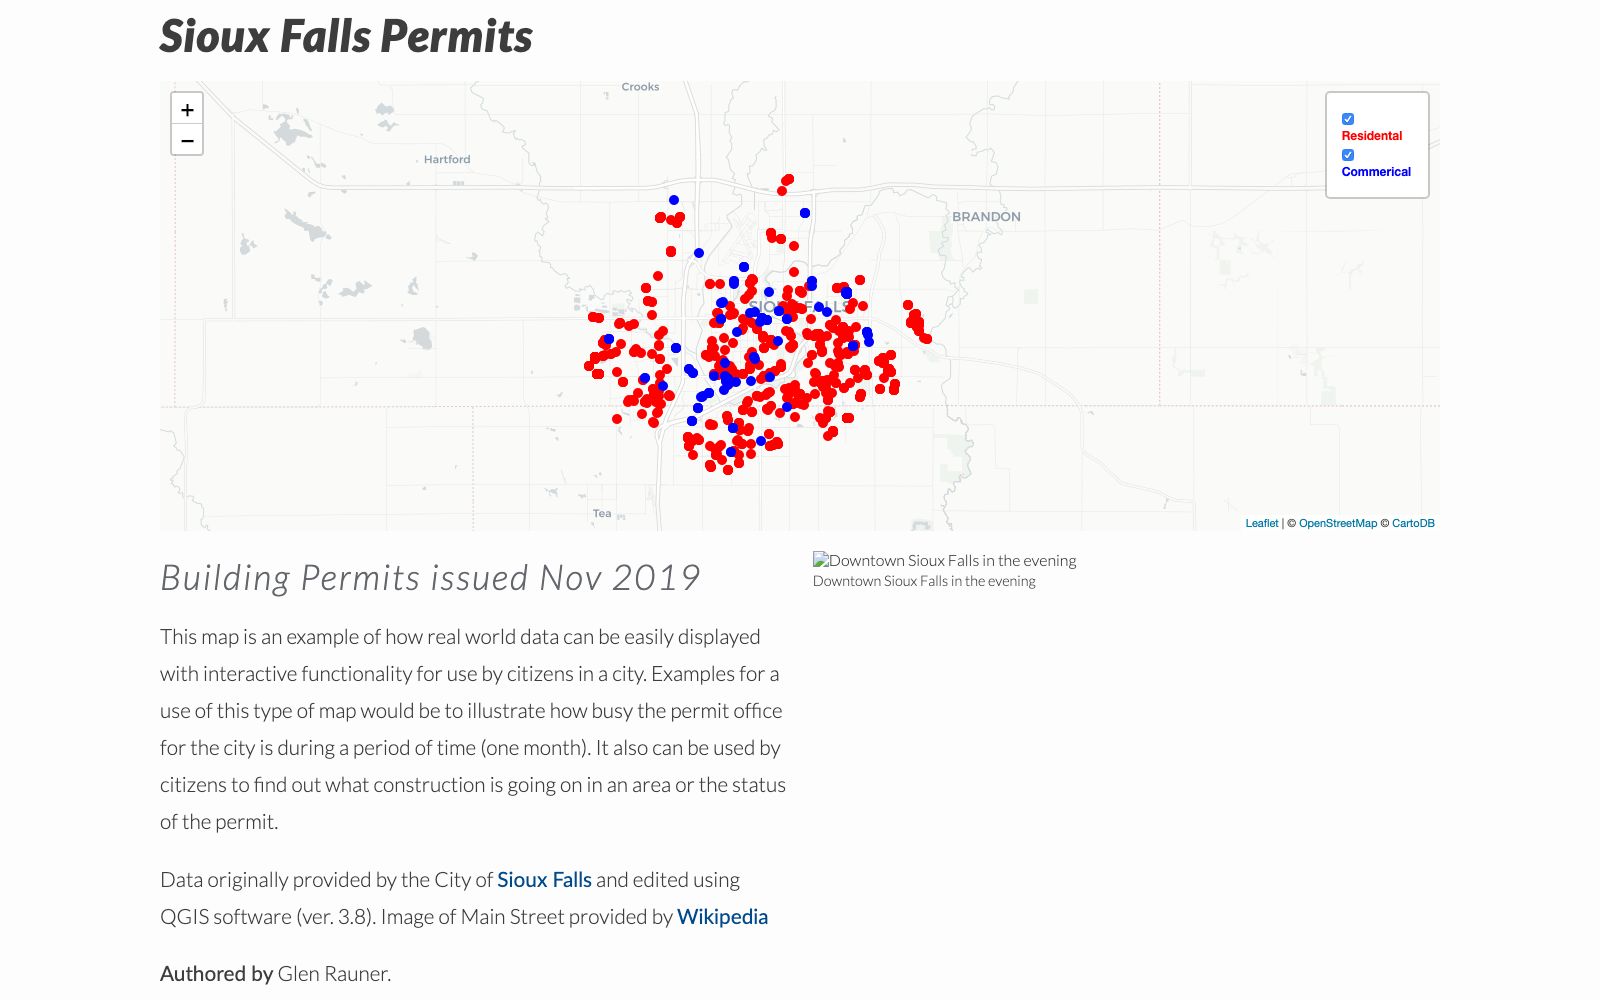 Sioux Falls Permits
Crooks
+
Residental
−
Commerical
Hartford
BRANDON
SIOUX FALLS
Tea
Leaflet | © OpenStreetMap © CartoDB
Building Permits issued Nov 2019
Downtown Sioux Falls in the evening
Downtown Sioux Falls in the evening
This map is an example of how real world data can be easily displayed
with interactive functionality for use by citizens in a city. Examples for a
use of this type of map would be to illustrate how busy the permit office
for the city is during a period of time (one month). It also can be used by
citizens to find out what construction is going on in an area or the status
of the permit.
Data originally provided by the City of Sioux Falls and edited using
QGIS software (ver. 3.8). Image of Main Street provided by Wikipedia
Authored by Glen Rauner.